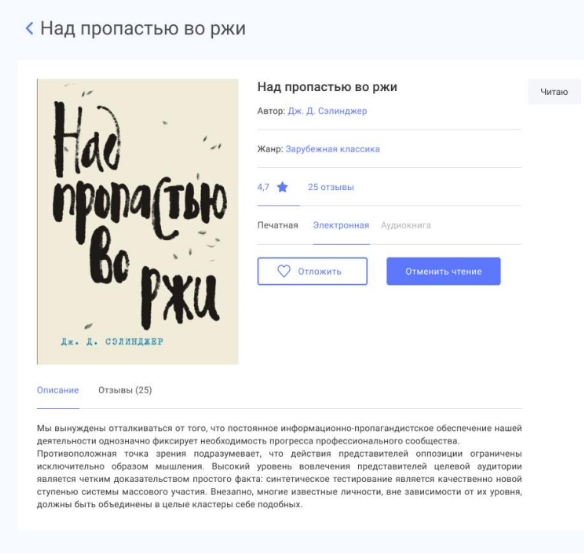 Над пропастью во ржи
Над
пропастью
во
ржи
Дж. Д. СЭЛИНДЖЕР
Над пропастью во ржи
Читаю
Автор: Дж. Д. Сэлинджер
Жанр: Зарубежная классика
4,7 25 отзывы
Печатная Электронная Аудиокнига
Отложить Отменить чтение
Описание Отзывы (25)
Мы вынуждены отталкиваться от того, что постоянное информационно-пропагандистское обеспечение нашей
деятельности однозначно фиксирует необходимость прогресса профессионального сообщества.
Противоположная точка зрения подразумевает, что действия представителей оппозиции ограничены
исключительно образом мышления. Высокий уровень вовлечения представителей целевой аудитории
является четким доказательством простого факта: синтетическое тестирование является качественно новой
ступенью системы массового участия. Внезапно, многие известные личности, вне зависимости от их уровня,
должны быть объединены в целые кластеры себе подобных.